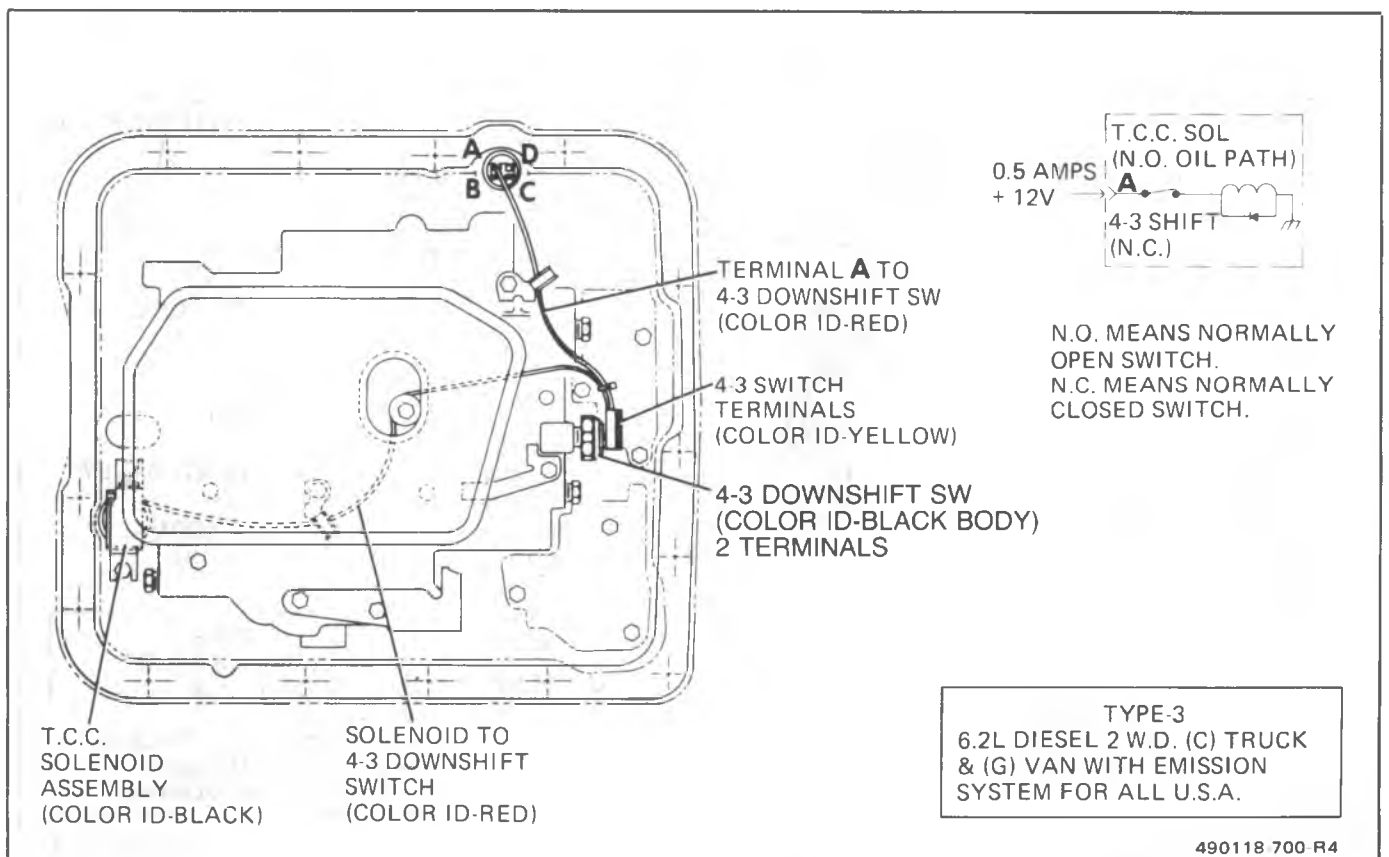 A D
B C
T.C.C. SOL
(N.O. OIL PATH)
0.5 AMPS
+ 12V
A
4-3 SHIFT
(N.C.)
TERMINAL A TO
4-3 DOWNSHIFT SW
(COLOR ID-RED)
N.O. MEANS NORMALLY
OPEN SWITCH.
N.C. MEANS NORMALLY
CLOSED SWITCH.
4-3 SWITCH
TERMINALS
(COLOR ID-YELLOW)
4-3 DOWNSHIFT SW
(COLOR ID-BLACK BODY)
2 TERMINALS
T.C.C.
SOLENOID
ASSEMBLY
(COLOR ID-BLACK)
SOLENOID TO
4-3 DOWNSHIFT
SWITCH
(COLOR ID-RED)
TYPE-3
6.2L DIESEL 2 W.D. (C) TRUCK
& (G) VAN WITH EMISSION
SYSTEM FOR ALL U.S.A.
490118-700-R4